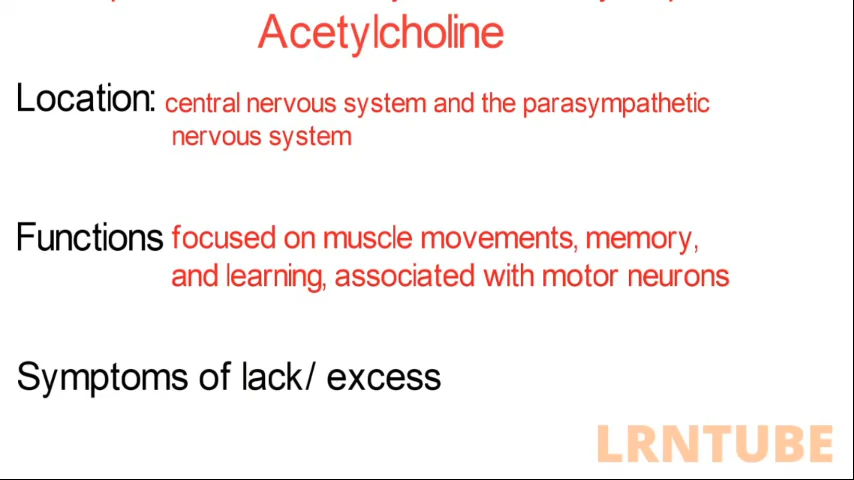 Acetylcholine
Location: central nervous system and the parasympathetic
nervous system
Functions focused on muscle movements, memory,
and learning, associated with motor neurons
Symptoms of lack/ excess
LRNTUBE